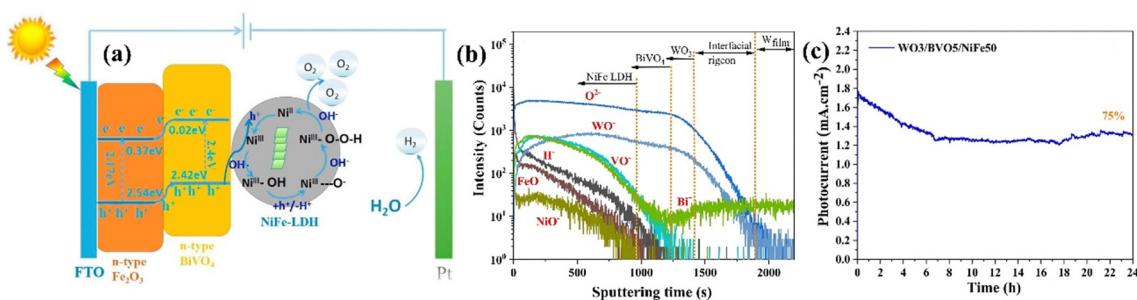 (a)
e⁻ e⁻ e⁻
0.02eV
e⁻ e⁻ e⁻
0.37eV
2.17eV
2.4eV
2.42eV
h⁺ h⁺ h⁺
2.54eV
h⁺ h⁺ h⁺
h⁺
FTO
n-type
Fe₂O₃
n-type
BiVO₄
O₂
O₂
O₂
OH⁻
h⁺
Niᴵᴵ
Niᴵᴵᴵ
Niᴵᴵᴵ- O-O-H
OH⁻
OH⁻
Niᴵᴵᴵ- OH
Niᴵᴵᴵ ---O⁻
+h⁺/-H⁺
NiFe-LDH
H₂
H₂O
Pt
(b)
Intensity (Counts)
10⁵
10⁴
10³
10²
10¹
10⁰
NiFe LDH
BiVO₄
WO₃
Interfacial
rigcon
W film
O²⁻
WO⁻
H⁻
VO⁻
FeO
Bi⁻
NiO⁻
0 500 1000 1500 2000
Sputtering time (s)
(c)
Photocurrent (mA.cm⁻²)
2.4
2.2
2.0
1.8
1.6
1.4
1.2
1.0
0.8
0.6
0.4
0.2
0.0
WO3/BVO5/NiFe50
75%
0 2 4 6 8 10 12 14 16 18 20 22 24
Time (h)